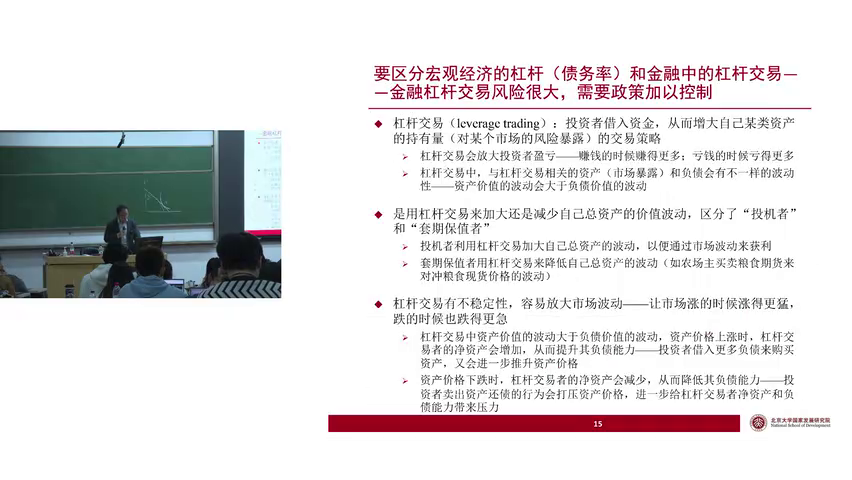 要区分宏观经济的杠杆（债务率）和金融中的杠杆交易—
—金融杠杆交易风险很大，需要政策加以控制
杠杆交易（leverage trading）：投资者借入资金，从而增大自己某类资产
的持有量（对某个市场的风险暴露）的交易策略
杠杆交易会放大投资者盈亏——赚钱的时候赚得更多；亏钱的时候亏得更多
杠杆交易中，与杠杆交易相关的资产（市场暴露）和负债会有不一样的波动
性——资产价值的波动会大于负债价值的波动
是用杠杆交易来加大还是减少自己总资产的价值波动，区分了“投机者”
和“套期保值者”
投机者利用杠杆交易加大自己总资产的波动，以便通过市场波动来获利
套期保值者用杠杆交易来降低自己总资产的波动（如农场主买卖粮食期货来
对冲粮食现货价格的波动）
杠杆交易有不稳定性，容易放大市场波动——让市场涨的时候涨得更猛，
跌的时候也跌得更急
杠杆交易中资产价值的波动大于负债价值的波动，资产价格上涨时，杠杆交
易者的净资产会增加，从而提升其负债能力——投资者借入更多负债来购买
资产，又会进一步推升资产价格
资产价格下跌时，杠杆交易者的净资产会减少，从而降低其负债能力——投
资者卖出资产还债的行为会打压资产价格，进一步给杠杆交易者净资产和负
债能力带来压力
15
北京大学国家发展研究院
National School of Development